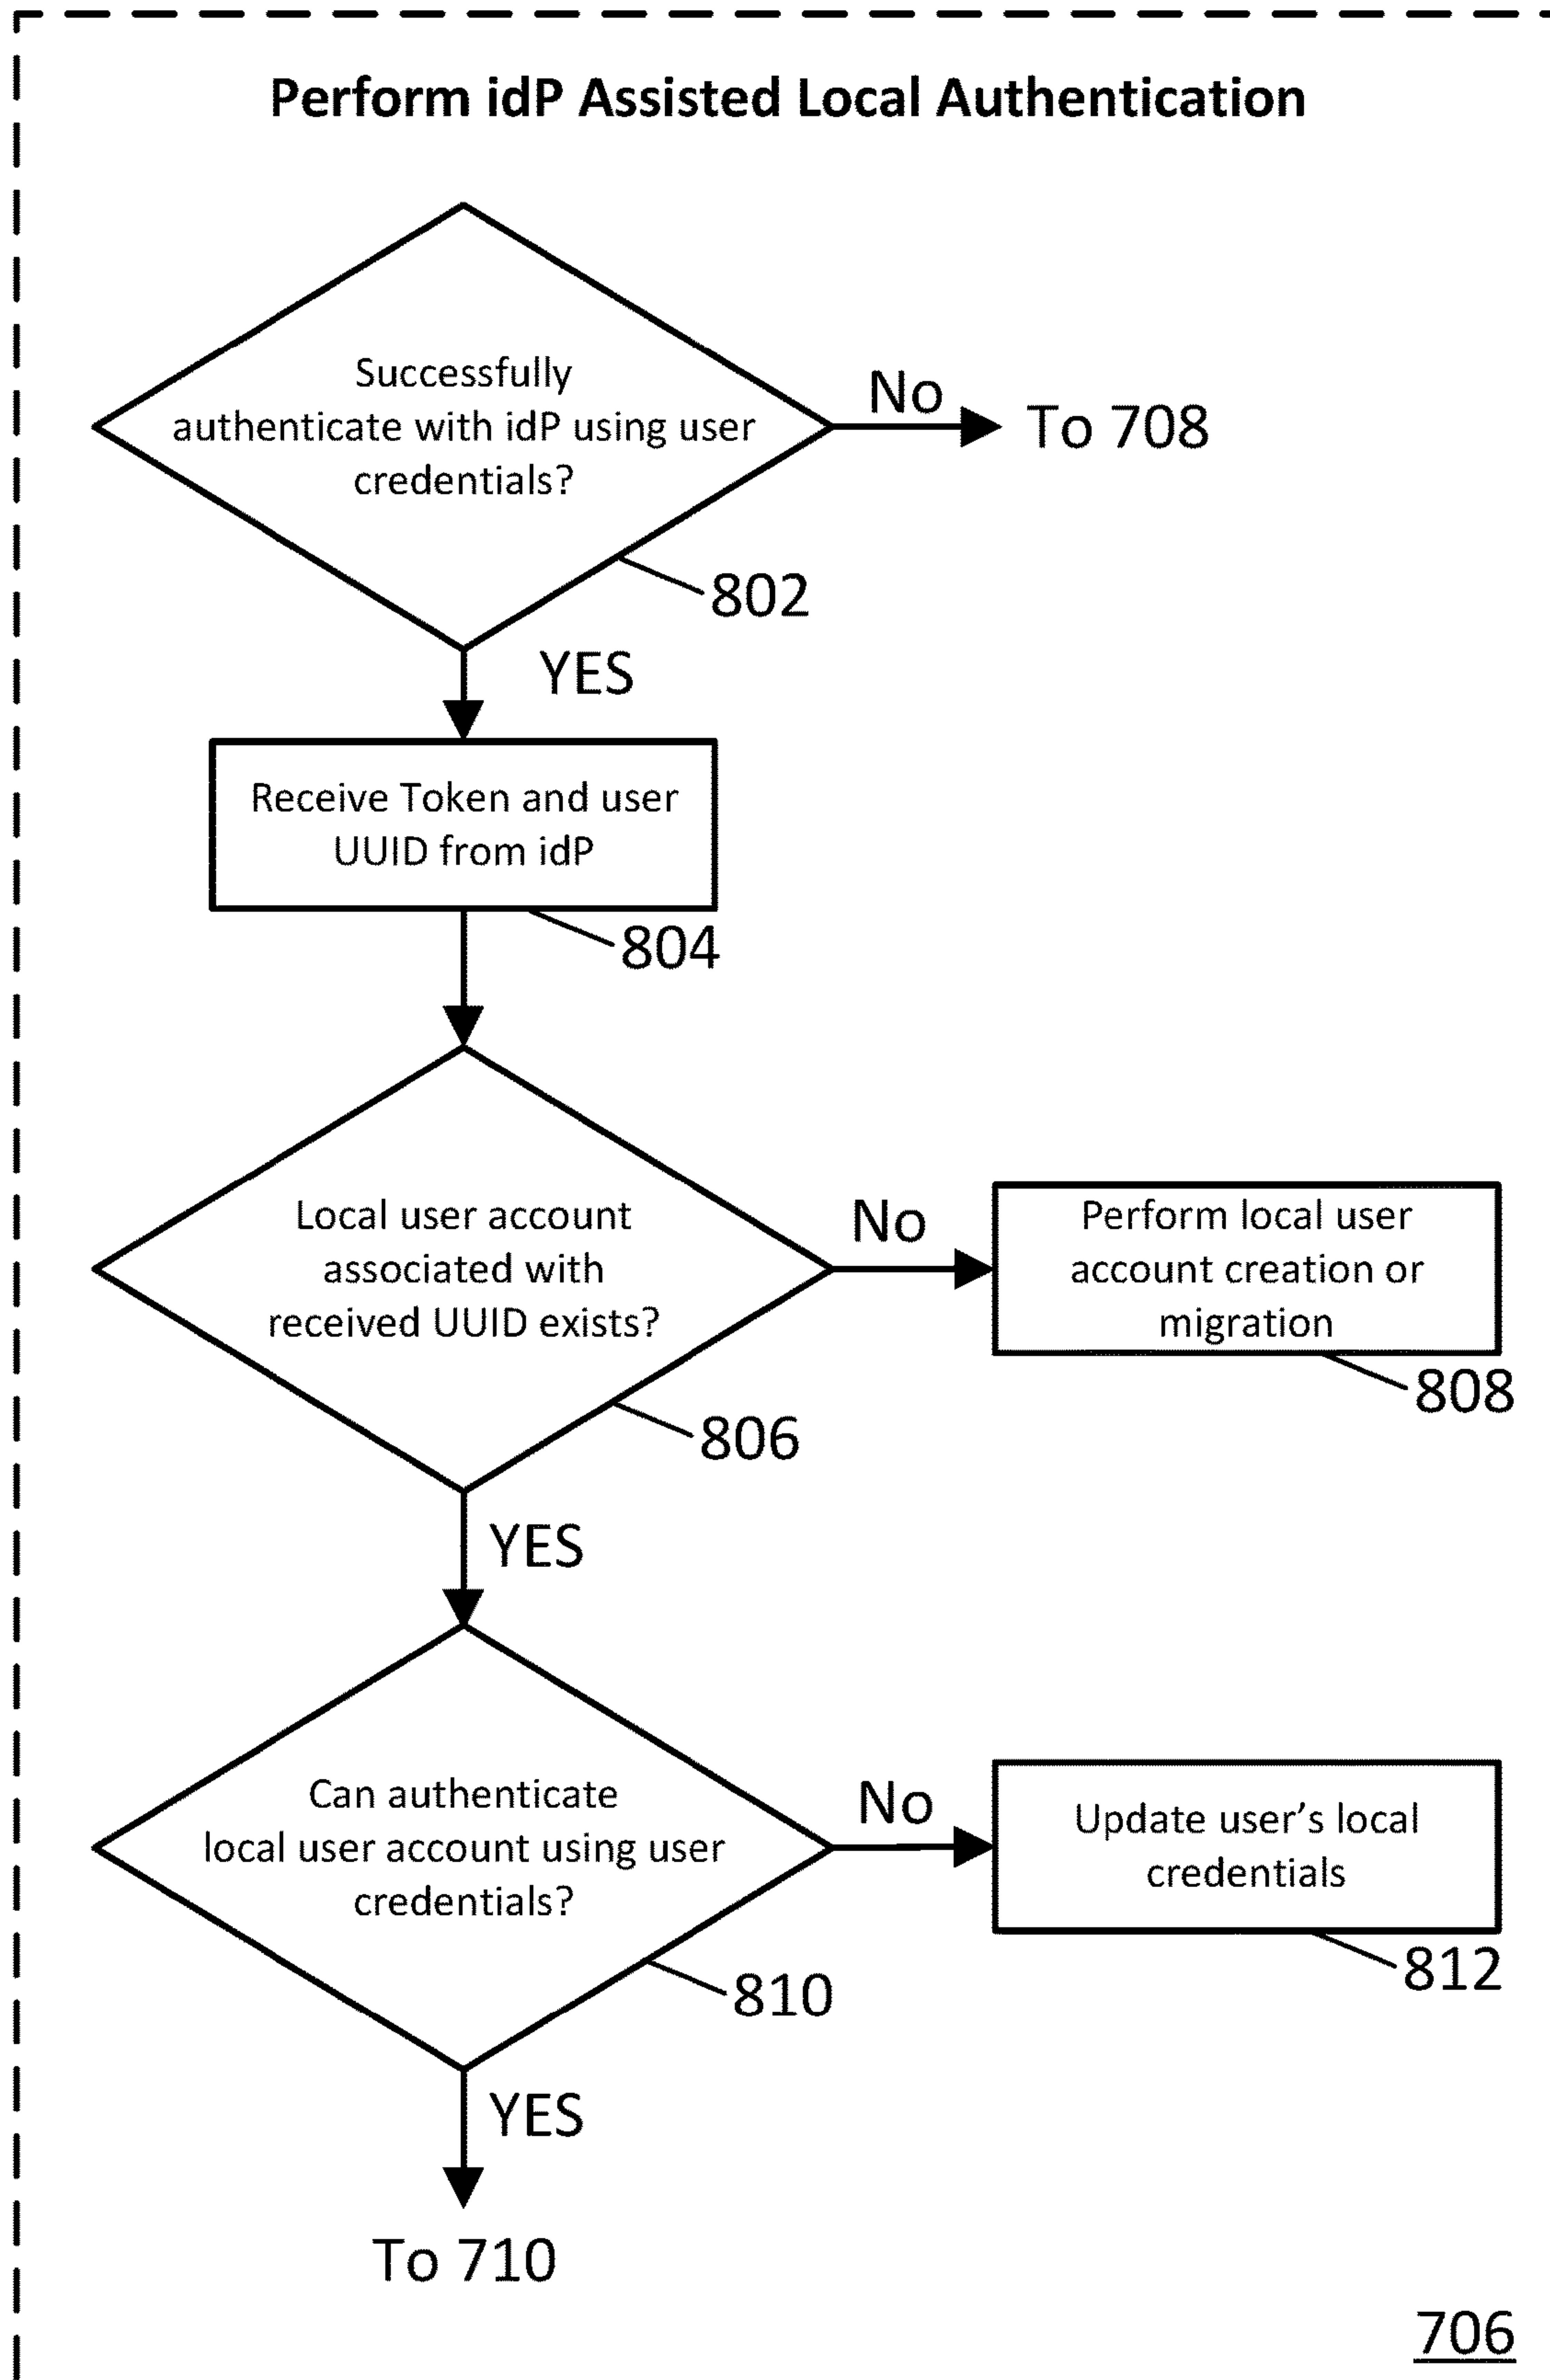 Perform idP Assisted Local Authentication
Successfully
authenticate with idP using user
credentials?
No
To 708
802
YES
Receive Token and user
UUID from idP
804
Local user account
associated with
received UUID exists?
No
Perform local user
account creation or
migration
808
806
YES
Can authenticate
local user account using user
credentials?
No
Update user’s local
credentials
812
810
YES
To 710
706